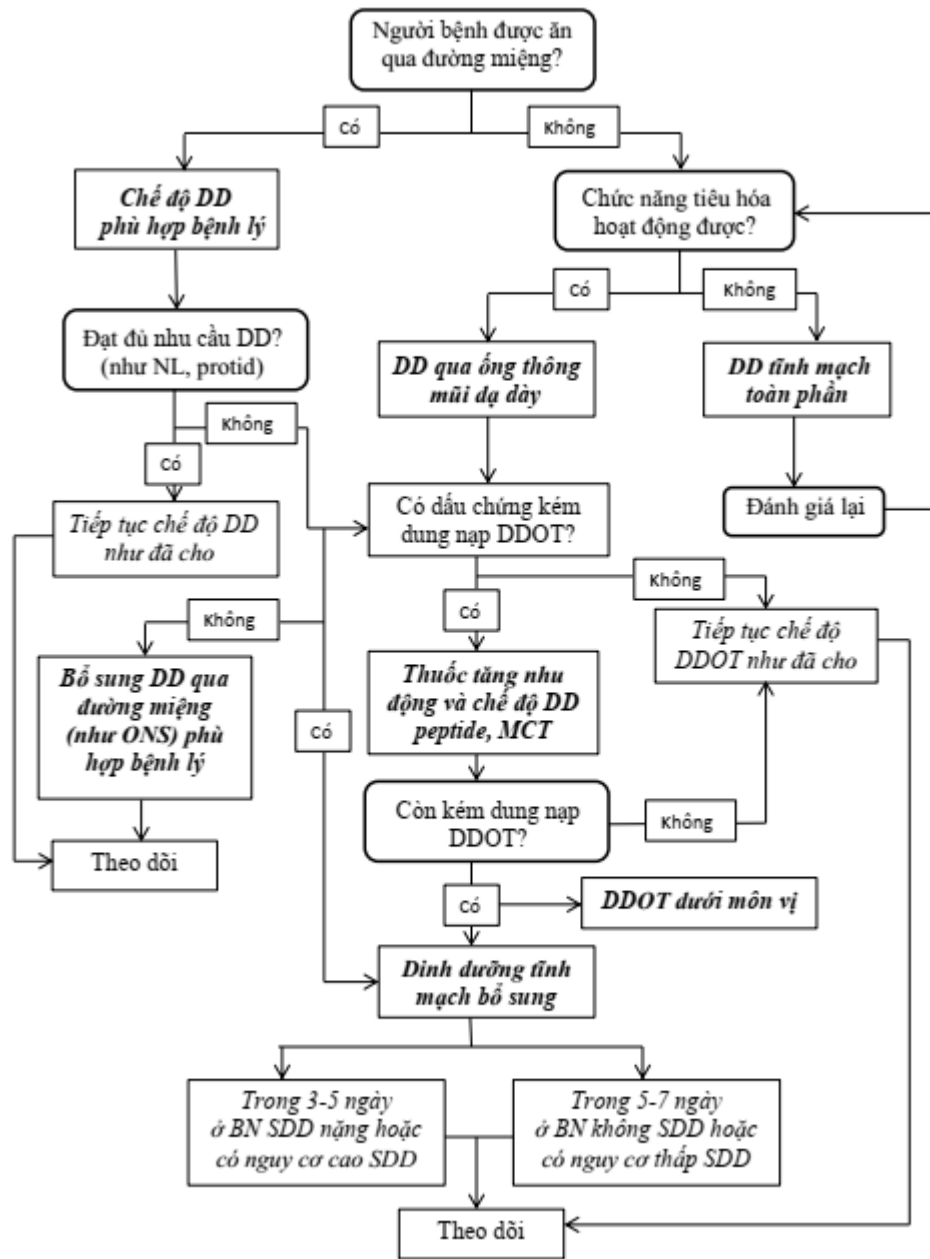 Người bệnh được ăn
qua đường miệng?
Có
Không
Chế độ DD
phù hợp bệnh lý
Chức năng tiêu hóa
hoạt động được?
Có
Không
Đạt đủ nhu cầu DD?
(như NL, protid)
DD qua ống thông
mũi dạ dày
DD tĩnh mạch
toàn phần
Không
Có
Tiếp tục chế độ DD
như đã cho
Có dấu chứng kém
dung nạp DDOT?
Đánh giá lại
Không
Không
Có
Tiếp tục chế độ
DDOT như đã cho
Bổ sung DD qua
đường miệng
(như ONS) phù
hợp bệnh lý
Có
Thuốc tăng nhu
động và chế độ DD
peptide, MCT
Còn kém dung nạp
DDOT?
Không
Theo dõi
Có
DDOT dưới môn vị
Dinh dưỡng tĩnh
mạch bổ sung
Trong 3-5 ngày
ở BN SDD nặng hoặc
có nguy cơ cao SDD
Trong 5-7 ngày
ở BN không SDD hoặc
có nguy cơ thấp SDD
Theo dõi